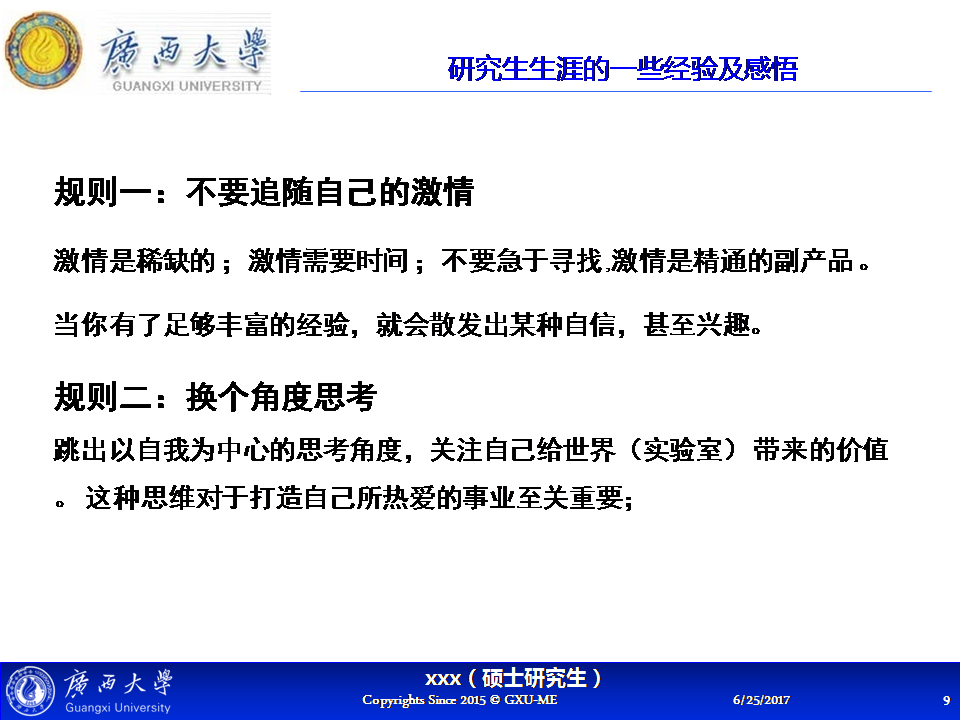 廣西大學
GUANGXI UNIVERSITY
研究生生涯的一些经验及感悟
规则一：不要追随自己的激情
激情是稀缺的；激情需要时间；不要急于寻找,激情是精通的副产品。
当你有了足够丰富的经验，就会散发出某种自信，甚至兴趣。
规则二：换个角度思考
跳出以自我为中心的思考角度，关注自己给世界（实验室）带来的价值
。这种思维对于打造自己所热爱的事业至关重要；
廣西大學
Guangxi University
xxx（硕士研究生）
Copyrights Since 2015 © GXU-ME
6/25/2017
9